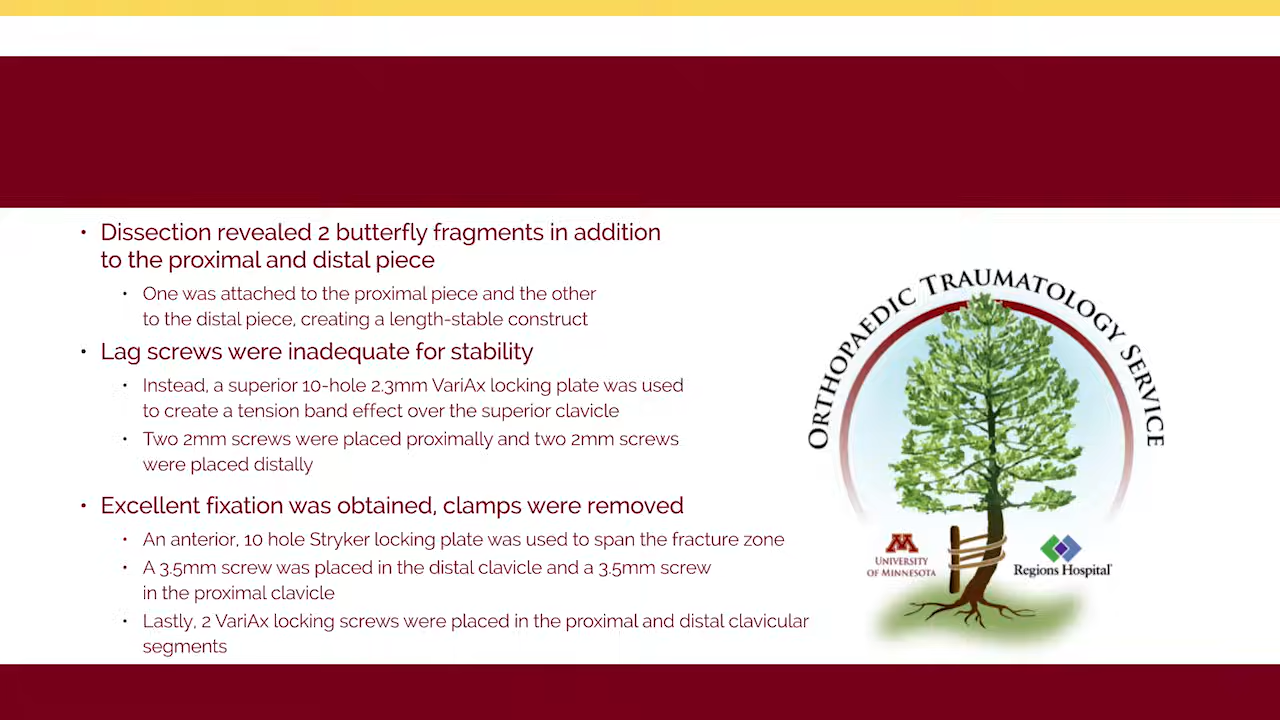 • Dissection revealed 2 butterfly fragments in addition
to the proximal and distal piece
• One was attached to the proximal piece and the other
to the distal piece, creating a length-stable construct
• Lag screws were inadequate for stability
• Instead, a superior 10-hole 2.3mm VariAx locking plate was used
to create a tension band effect over the superior clavicle
• Two 2mm screws were placed proximally and two 2mm screws
were placed distally
• Excellent fixation was obtained, clamps were removed
• An anterior, 10 hole Stryker locking plate was used to span the fracture zone
• A 3.5mm screw was placed in the distal clavicle and a 3.5mm screw
in the proximal clavicle
• Lastly, 2 VariAx locking screws were placed in the proximal and distal clavicular
segments
Orthopaedic Traumatology Service
M
University
of Minnesota
Regions Hospital®